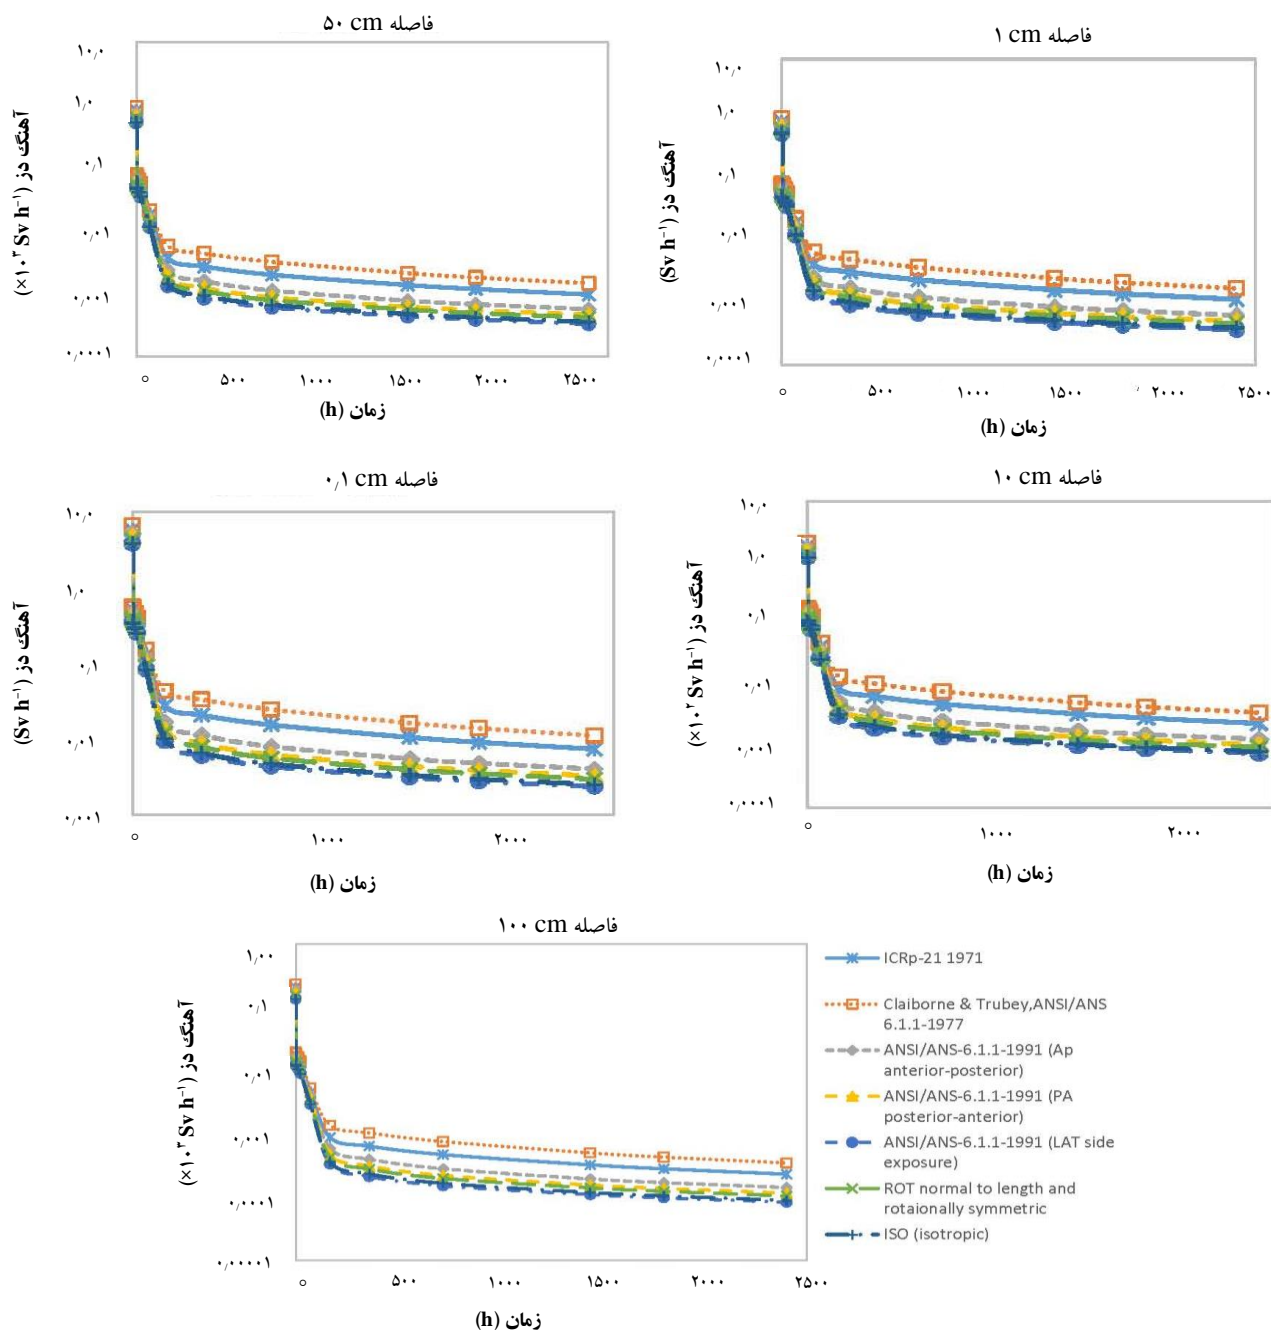 فاصله ۵۰ cm
۱۰٫۰
۱٫۰
۰٫۱
۰٫۰۱
۰٫۰۰۱
۰٫۰۰۰۱
آهنگ دز (×۱۰^۳ Sv h⁻¹)
۰ ۵۰۰ ۱۰۰۰ ۱۵۰۰ ۲۰۰۰ ۲۵۰۰
زمان (h)
فاصله ۱ cm
۱۰٫۰
۱٫۰
۰٫۱
۰٫۰۱
۰٫۰۰۱
۰٫۰۰۰۱
آهنگ دز (Sv h⁻¹)
۰ ۵۰۰ ۱۰۰۰ ۱۵۰۰ ۲۰۰۰ ۲۵۰۰
زمان (h)
فاصله ۰٫۱ cm
۱۰٫۰
۱٫۰
۰٫۱
۰٫۰۱
۰٫۰۰۱
آهنگ دز (Sv h⁻¹)
۰ ۱۰۰۰ ۲۰۰۰
زمان (h)
فاصله ۱۰ cm
۱۰٫۰
۱٫۰
۰٫۱
۰٫۰۱
۰٫۰۰۱
۰٫۰۰۰۱
آهنگ دز (×۱۰^۲ Sv h⁻¹)
۰ ۱۰۰۰ ۲۰۰۰
زمان (h)
فاصله ۱۰۰ cm
۱٫۰۰
۰٫۱
۰٫۰۱
۰٫۰۰۱
۰٫۰۰۰۱
۰٫۰۰۰۰۱
آهنگ دز (×۱۰^۳ Sv h⁻¹)
۰ ۵۰۰ ۱۰۰۰ ۱۵۰۰ ۲۰۰۰ ۲۵۰۰
زمان (h)
ICRp-21 1971
Claiborne & Trubey,ANSI/ANS
6.1.1-1977
ANSI/ANS-6.1.1-1991 (Ap
anterior-posterior)
ANSI/ANS-6.1.1-1991 (PA
posterior-anterior)
ANSI/ANS-6.1.1-1991 (LAT side
exposure)
ROT normal to length and
rotaionally symmetric
ISO (isotropic)